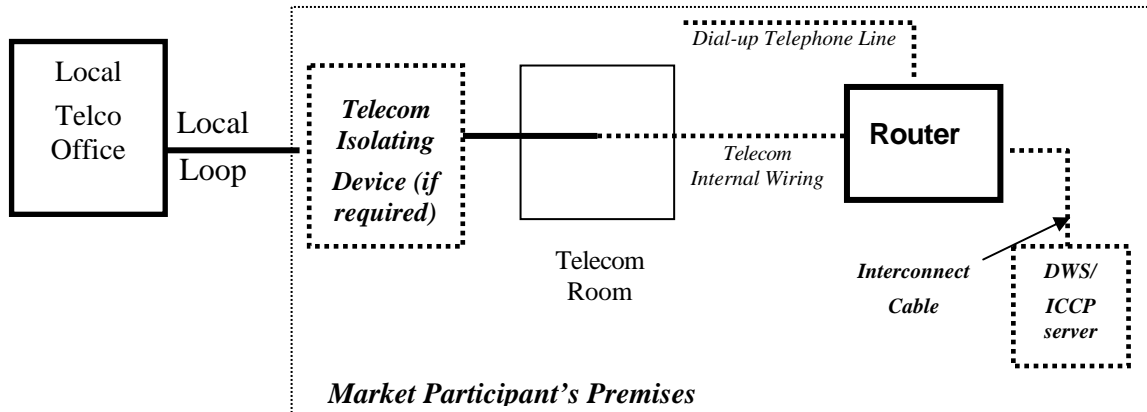 Local
Telco
Office
Local
Loop
Telecom
Isolating
Device (if
required)
Telecom
Room
Dial-up Telephone Line
Telecom
Internal Wiring
Router
Interconnect
Cable
DWS/
ICCP
server
Market Participant's Premises